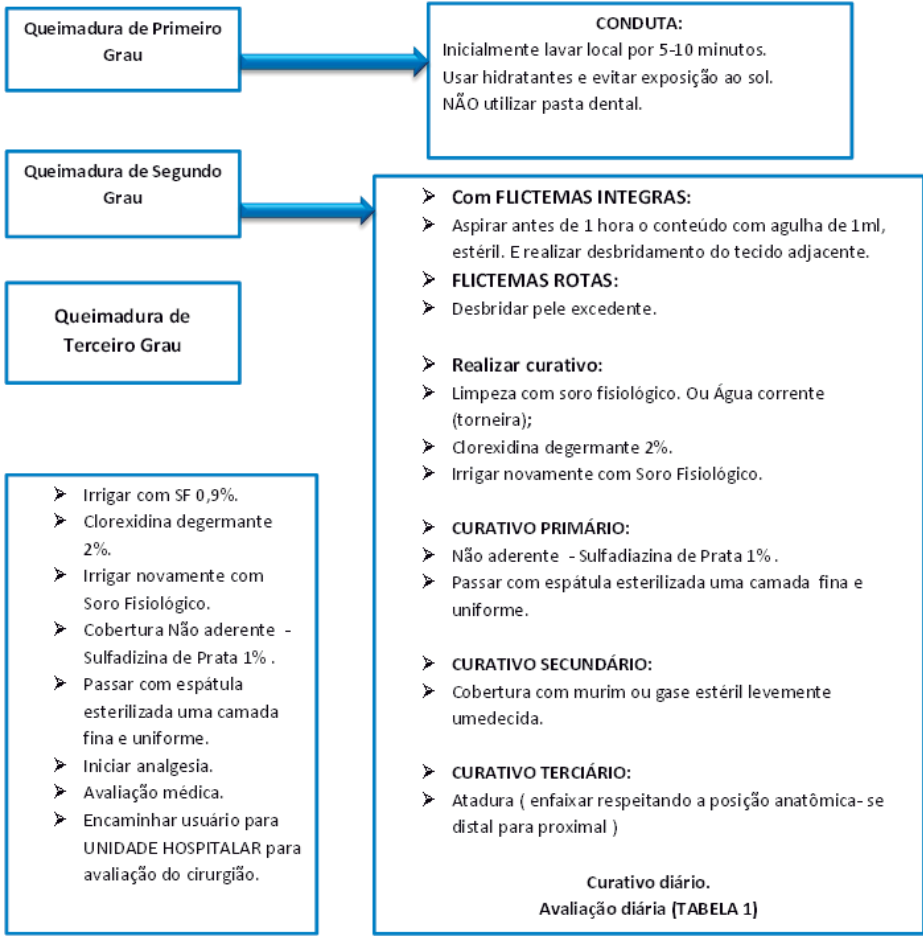 Queimadura de Primeiro
Grau
CONDUTA:
Inicialmente lavar local por 5-10 minutos.
Usar hidratantes e evitar exposição ao sol.
NÃO utilizar pasta dental.
Queimadura de Segundo
Grau
➢ Com FLICTEMAS INTEGRAS:
➢ Aspirar antes de 1 hora o conteúdo com agulha de 1ml,
estéril. E realizar desbridamento do tecido adjacente.
➢ FLICTEMAS ROTAS:
➢ Desbridar pele excedente.
➢ Realizar curativo:
➢ Limpeza com soro fisiológico. Ou Água corrente
(torneira);
➢ Clorexidina degermante 2%.
➢ Irrigar novamente com Soro Fisiológico.
➢ CURATIVO PRIMÁRIO:
➢ Não aderente - Sulfadiazina de Prata 1% .
➢ Passar com espátula esterilizada uma camada fina e
uniforme.
➢ CURATIVO SECUNDÁRIO:
➢ Cobertura com murim ou gase estéril levemente
umedecida.
➢ CURATIVO TERCIÁRIO:
➢ Atadura ( enfaixar respeitando a posição anatômica- se
distal para proximal )
Curativo diário.
Avaliação diária (TABELA 1)
Queimadura de
Terceiro Grau
➢ Irrigar com SF 0,9%.
➢ Clorexidina degermante
2%.
➢ Irrigar novamente com
Soro Fisiológico.
➢ Cobertura Não aderente -
Sulfadizina de Prata 1% .
➢ Passar com espátula
esterilizada uma camada
fina e uniforme.
➢ Iniciar analgesia.
➢ Avaliação médica.
➢ Encaminhar usuário para
UNIDADE HOSPITALAR para
avaliação do cirurgião.